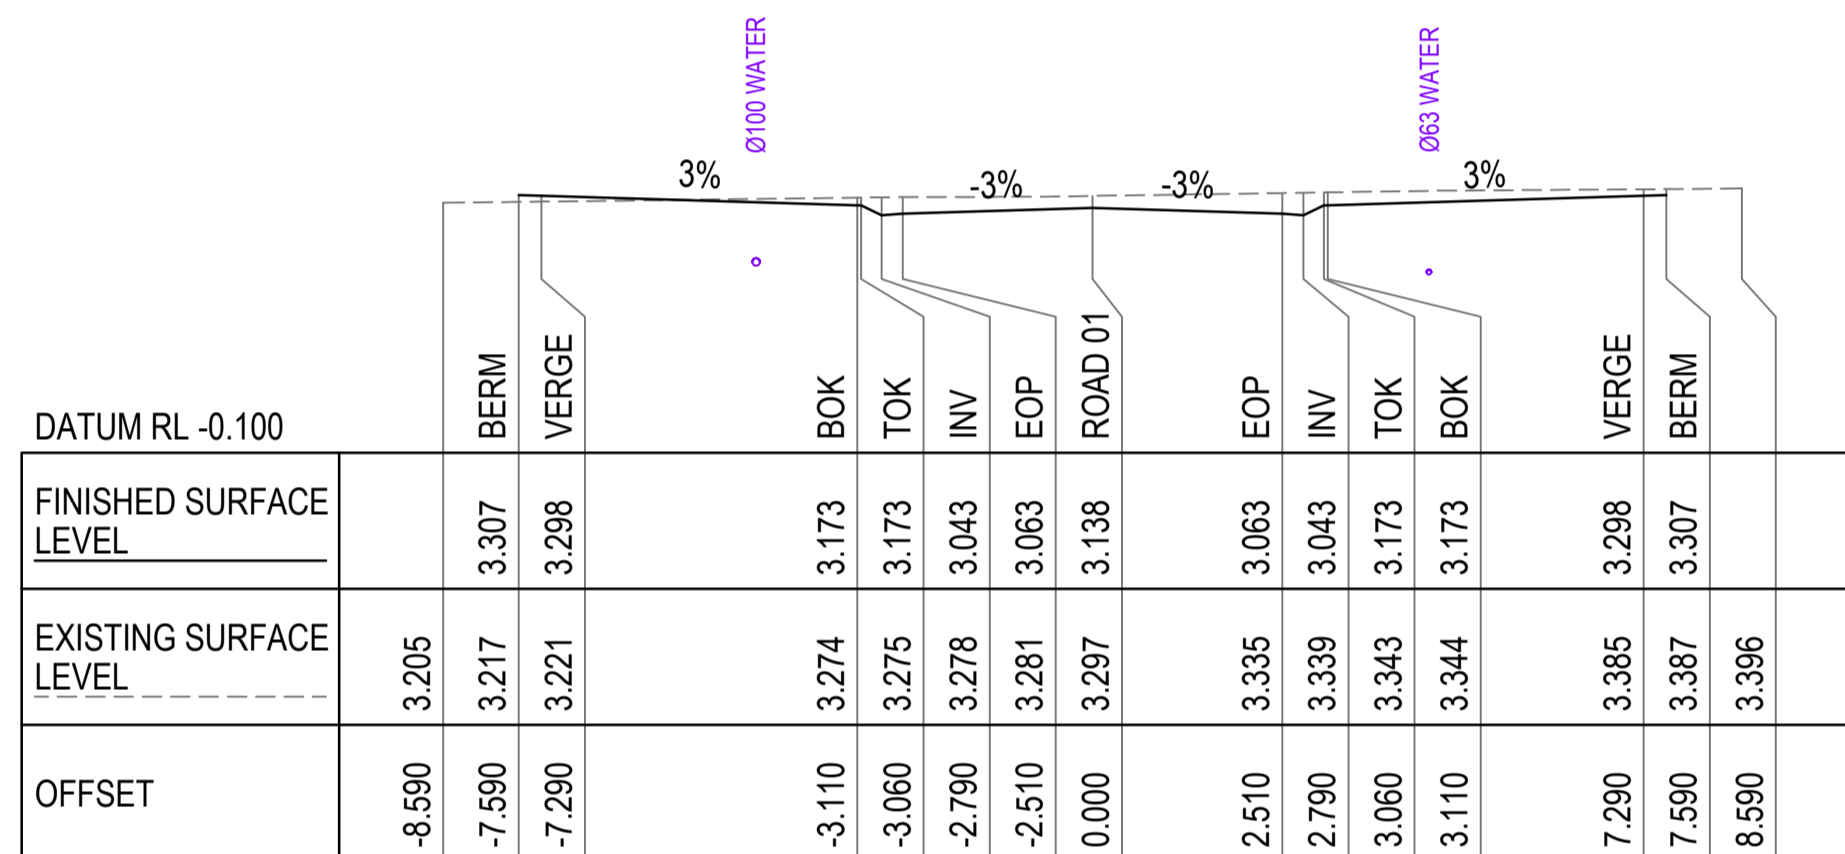 Ø100 WATER
Ø63 WATER
3%
-3%
-3%
3%
DATUM RL -0.100
BERM
VERGE
BOK
TOK
INV
EOP
ROAD 01
EOP
INV
TOK
BOK
VERGE
BERM
FINISHED SURFACE
LEVEL
3.307
3.298
3.173
3.173
3.043
3.063
3.138
3.063
3.043
3.173
3.173
3.298
3.307
EXISTING SURFACE
LEVEL
3.205
3.217
3.221
3.274
3.275
3.278
3.281
3.297
3.335
3.339
3.343
3.344
3.385
3.387
3.396
OFFSET
-8.590
-7.590
-7.290
-3.110
-3.060
-2.790
-2.510
0.000
2.510
2.790
3.060
3.110
7.290
7.590
8.590